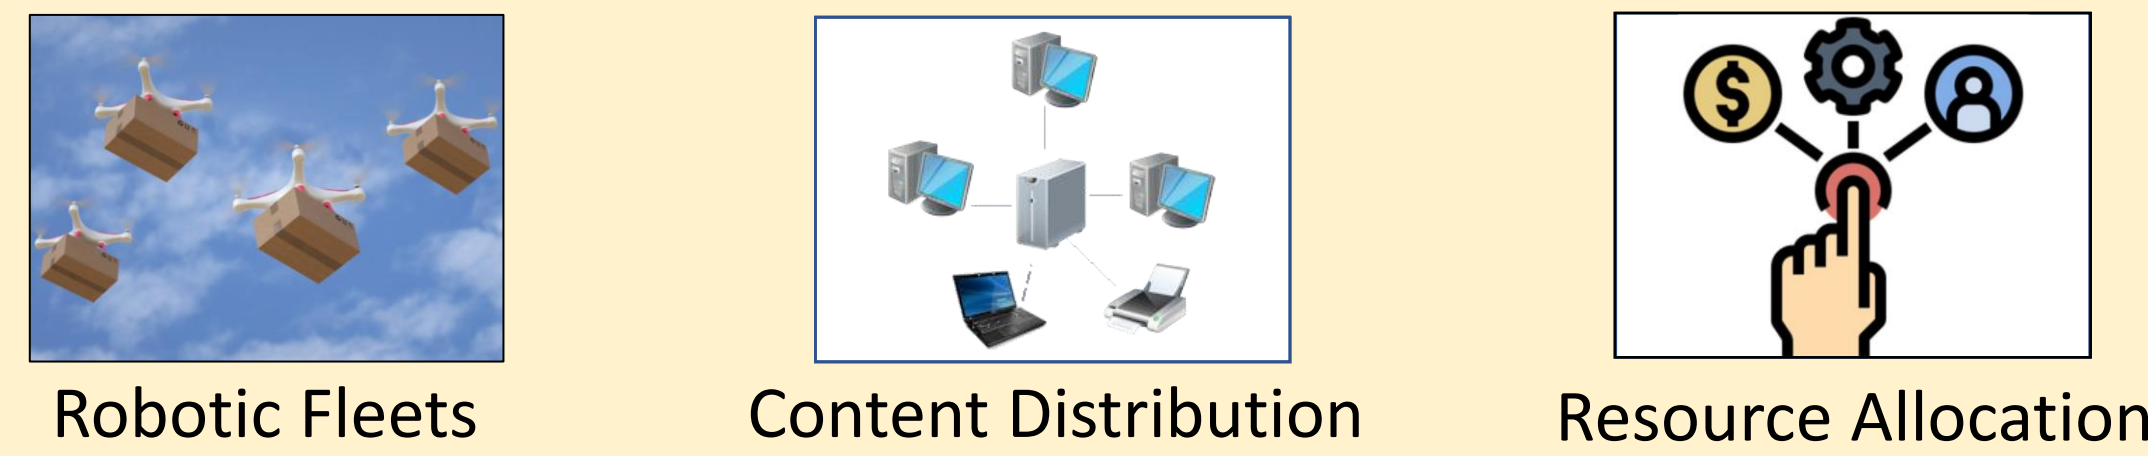 Robotic Fleets
Content Distribution
Resource Allocation
$